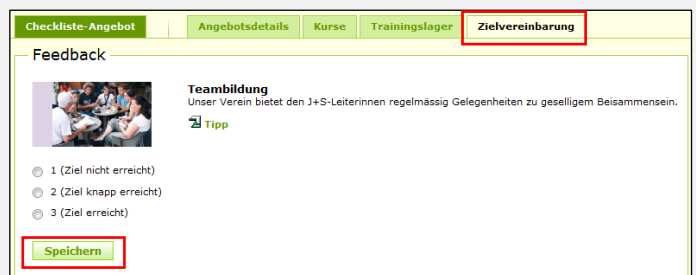 Checkliste-Angebot Angebotsdetails Kurse Trainingslager Zielvereinbarung
Feedback
Teambildung
Unser Verein bietet den J+S-Leiterinnen regelmässig Gelegenheiten zu geselligem Beisammensein.
Tipp
1 (Ziel nicht erreicht)
2 (Ziel knapp erreicht)
3 (Ziel erreicht)
Speichern